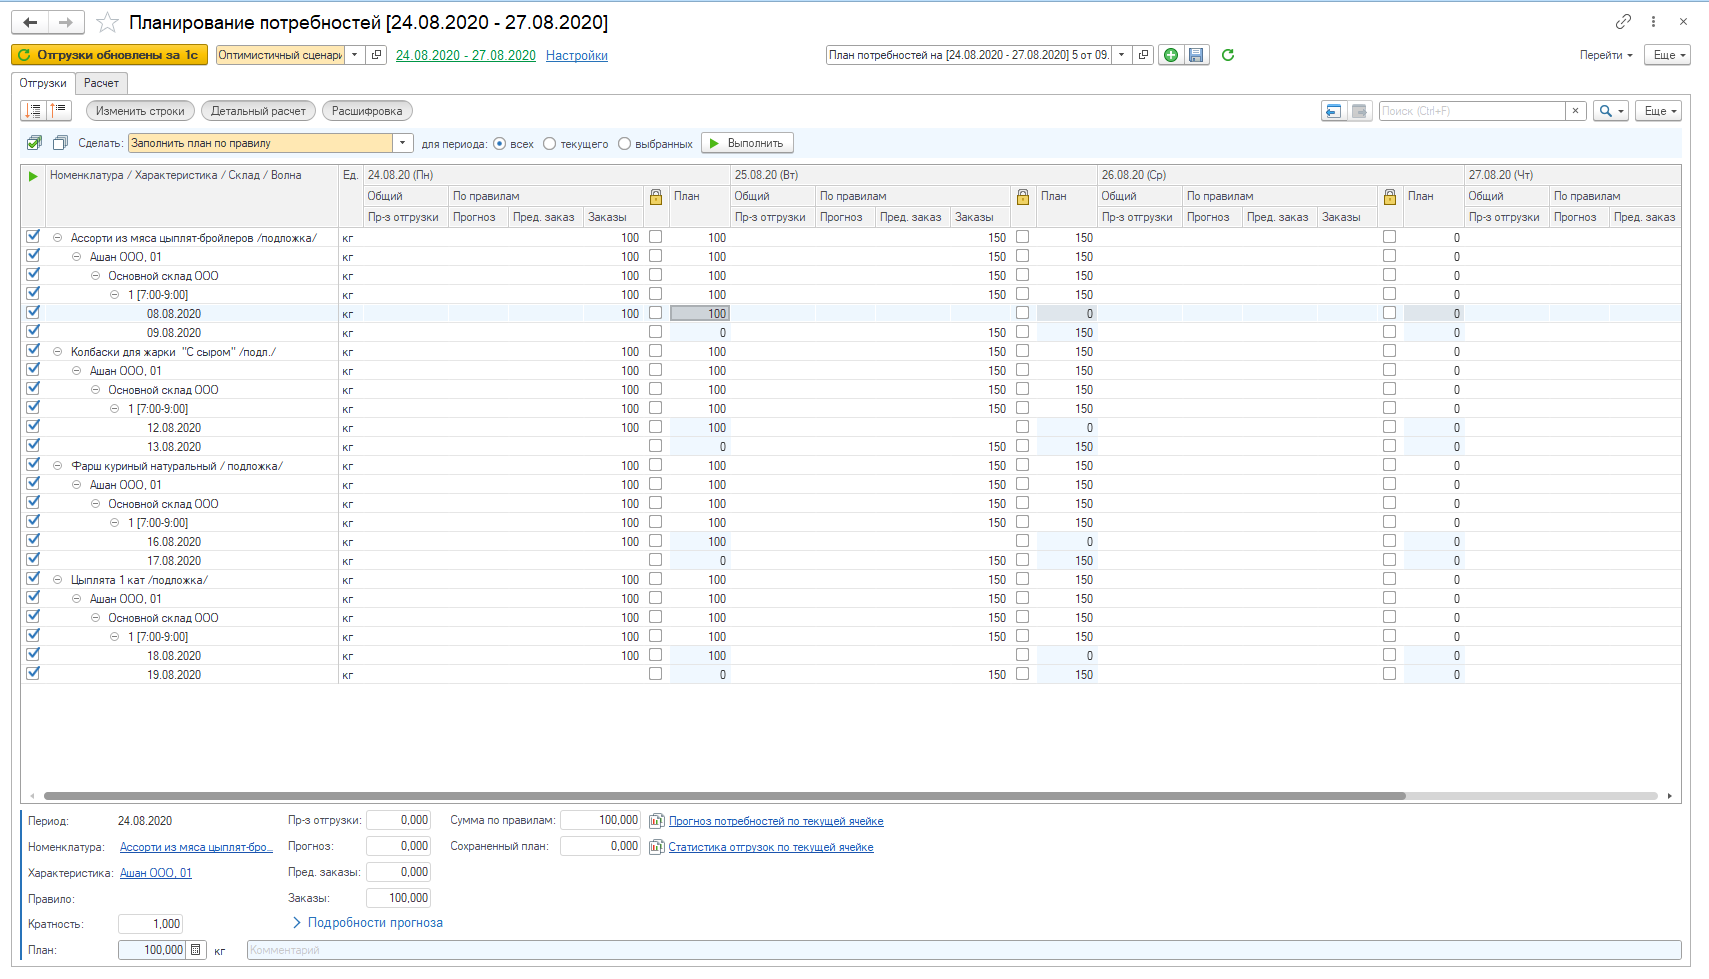 Планирование потребностей [24.08.2020 - 27.08.2020]
Отгрузки обновлены за 1с Оптимистичный сценари 24.08.2020 - 27.08.2020 Настройки План потребностей на [24.08.2020 - 27.08.2020] 5 от 09. Перейти Еще
Отгрузки Расчет
Изменить строки Детальный расчет Расшифровка Поиск (Ctrl+F) × Еще
Сделать: Заполнить план по правилу для периода: всех текущего выбранных Выполнить
Номенклатура / Характеристика / Склад / Волна Ед. 24.08.20 (Пн) 25.08.20 (Вт) 26.08.20 (Ср) 27.08.20 (Чт)
Общий По правилам План Общий По правилам План Общий По правилам План Общий По правилам
Пр-з отгрузки Прогноз Пред. заказ Заказы Пр-з отгрузки Прогноз Пред. заказ Заказы Пр-з отгрузки Прогноз Пред. заказ Заказы Пр-з отгрузки Прогноз Пред. заказ
Ассорти из мяса цыплят-бройлеров /подложка/ кг 100 100 150 150 0
Ашан ООО, 01 кг 100 100 150 150 0
Основной склад ООО кг 100 100 150 150 0
1 [7:00-9:00] кг 100 100 150 150 0
08.08.2020 кг 100 100 0 0
09.08.2020 кг 0 150 150 0
Колбаски для жарки "С сыром" /подл./ кг 100 100 150 150 0
Ашан ООО, 01 кг 100 100 150 150 0
Основной склад ООО кг 100 100 150 150 0
1 [7:00-9:00] кг 100 100 150 150 0
12.08.2020 кг 100 100 0 0
13.08.2020 кг 0 150 150 0
Фарш куриный натуральный / подложка/ кг 100 100 150 150 0
Ашан ООО, 01 кг 100 100 150 150 0
Основной склад ООО кг 100 100 150 150 0
1 [7:00-9:00] кг 100 100 150 150 0
16.08.2020 кг 100 100 0 0
17.08.2020 кг 0 150 150 0
Цыплята 1 кат /подложка/ кг 100 100 150 150 0
Ашан ООО, 01 кг 100 100 150 150 0
Основной склад ООО кг 100 100 150 150 0
1 [7:00-9:00] кг 100 100 150 150 0
18.08.2020 кг 100 100 0 0
19.08.2020 кг 0 150 150 0
Период: 24.08.2020 Пр-з отгрузки: 0,000 Сумма по правилам: 100,000 Прогноз потребностей по текущей ячейке
Номенклатура: Ассорти из мяса цыплят-бро... Прогноз: 0,000 Сохраненный план: 0,000 Статистика отгрузок по текущей ячейке
Характеристика: Ашан ООО, 01 Пред. заказы: 0,000
Правило: Заказы: 100,000
Кратность: 1,000 Подробности прогноза
План: 100,000 кг Комментарий